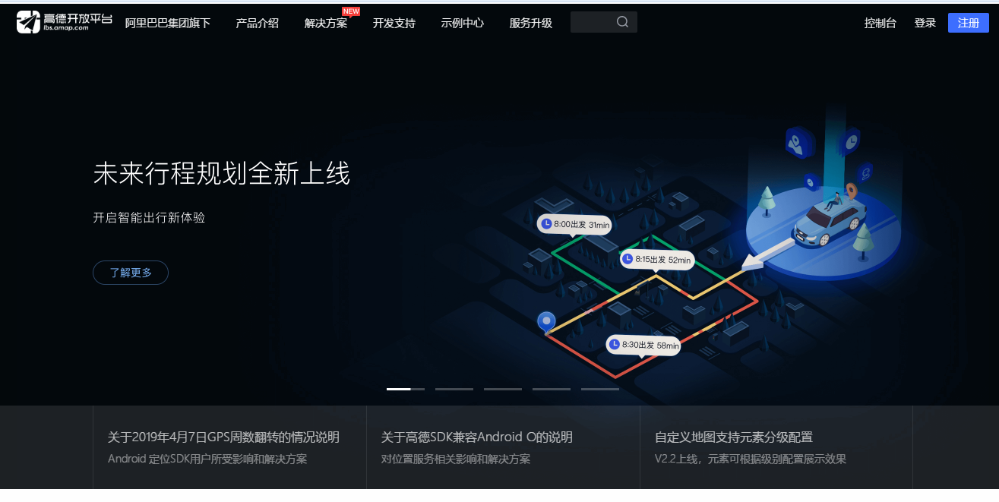 高德开放平台
lbs.amap.com
阿里巴巴集团旗下
产品介绍
解决方案
NEW
开发支持
示例中心
服务升级
控制台
登录
注册
未来行程规划全新上线
开启智能出行新体验
了解更多
8:00出发 31min
8:15出发 52min
8:30出发 58min
关于2019年4月7日GPS周数翻转的情况说明
Android 定位SDK用户所受影响和解决方案
关于高德SDK兼容Android O的说明
对位置服务相关影响和解决方案
自定义地图支持元素分级配置
V2.2上线，元素可根据级别配置展示效果